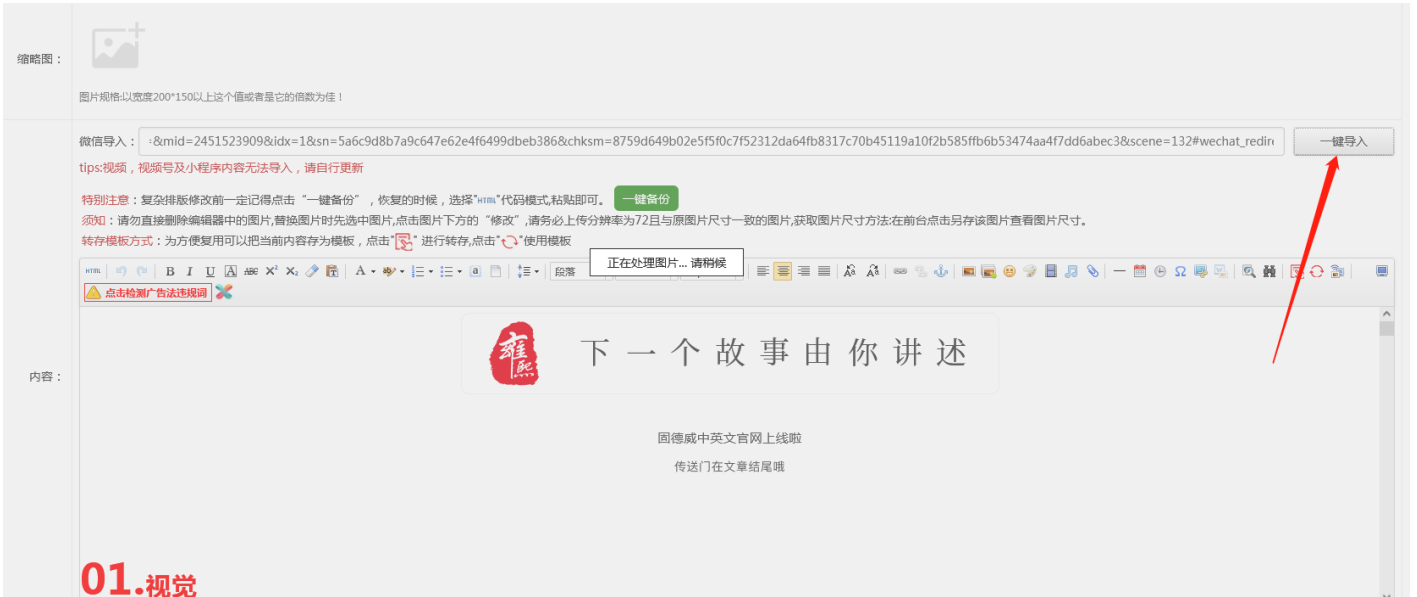 缩略图：
图片规格:以宽度200*150以上这个值或者是它的倍数为佳！
微信导入： :&mid=2451523909&idx=1&sn=5a6c9d8b7a9c647e62e4f6499dbeb386&chksm=8759d649b02e5f5f0c7f52312da64fb8317c70b45119a10f2b585ffb6b53474aa4f7dd6abec3&scene=132#wechat_redire 一键导入
tips:视频，视频号及小程序内容无法导入，请自行更新
特别注意：复杂排版修改前一定记得点击“一键备份”，恢复的时候，选择"HTML"代码模式,粘贴即可。 一键备份
须知：请勿直接删除编辑器中的图片,替换图片时先选中图片,点击图片下方的“修改”,请务必上传分辨率为72且与原图片尺寸一致的图片,获取图片尺寸方法:在前台点击另存该图片查看图片尺寸。
转存模板方式：为方便复用可以把当前内容存为模板，点击" "进行转存,点击" "使用模板
正在处理图片... 请稍候
HTML B I U A ABC X² X₂ A 段落
点击检测广告法违规词
内容：
雍熙 下一个故事由你讲述
固德威中英文官网上线啦
传送门在文章结尾哦
01.视觉